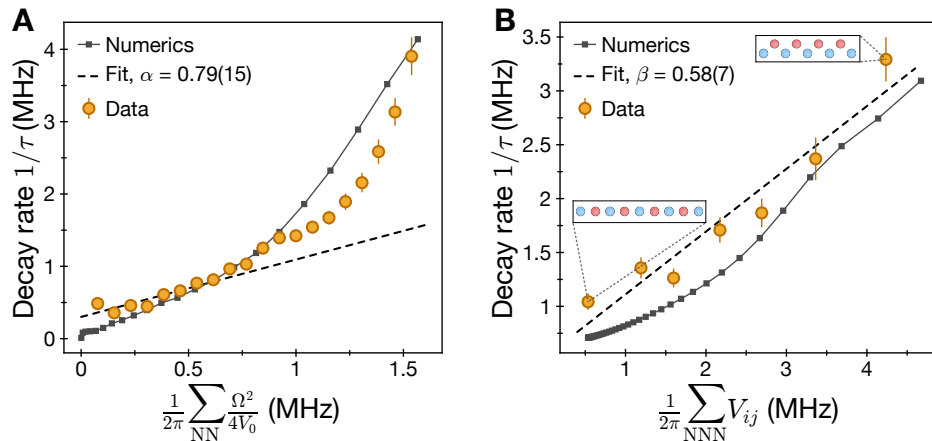 A
Decay rate 1/τ (MHz)
4
3
2
1
0
Numerics
Fit, α = 0.79(15)
Data
0
0.5
1
1.5
1/2π ∑NN Ω²/4V₀ (MHz)
B
Decay rate 1/τ (MHz)
3.5
3
2.5
2
1.5
1
Numerics
Fit, β = 0.58(7)
Data
1
2
3
4
1/2π ∑NNN Vij (MHz)